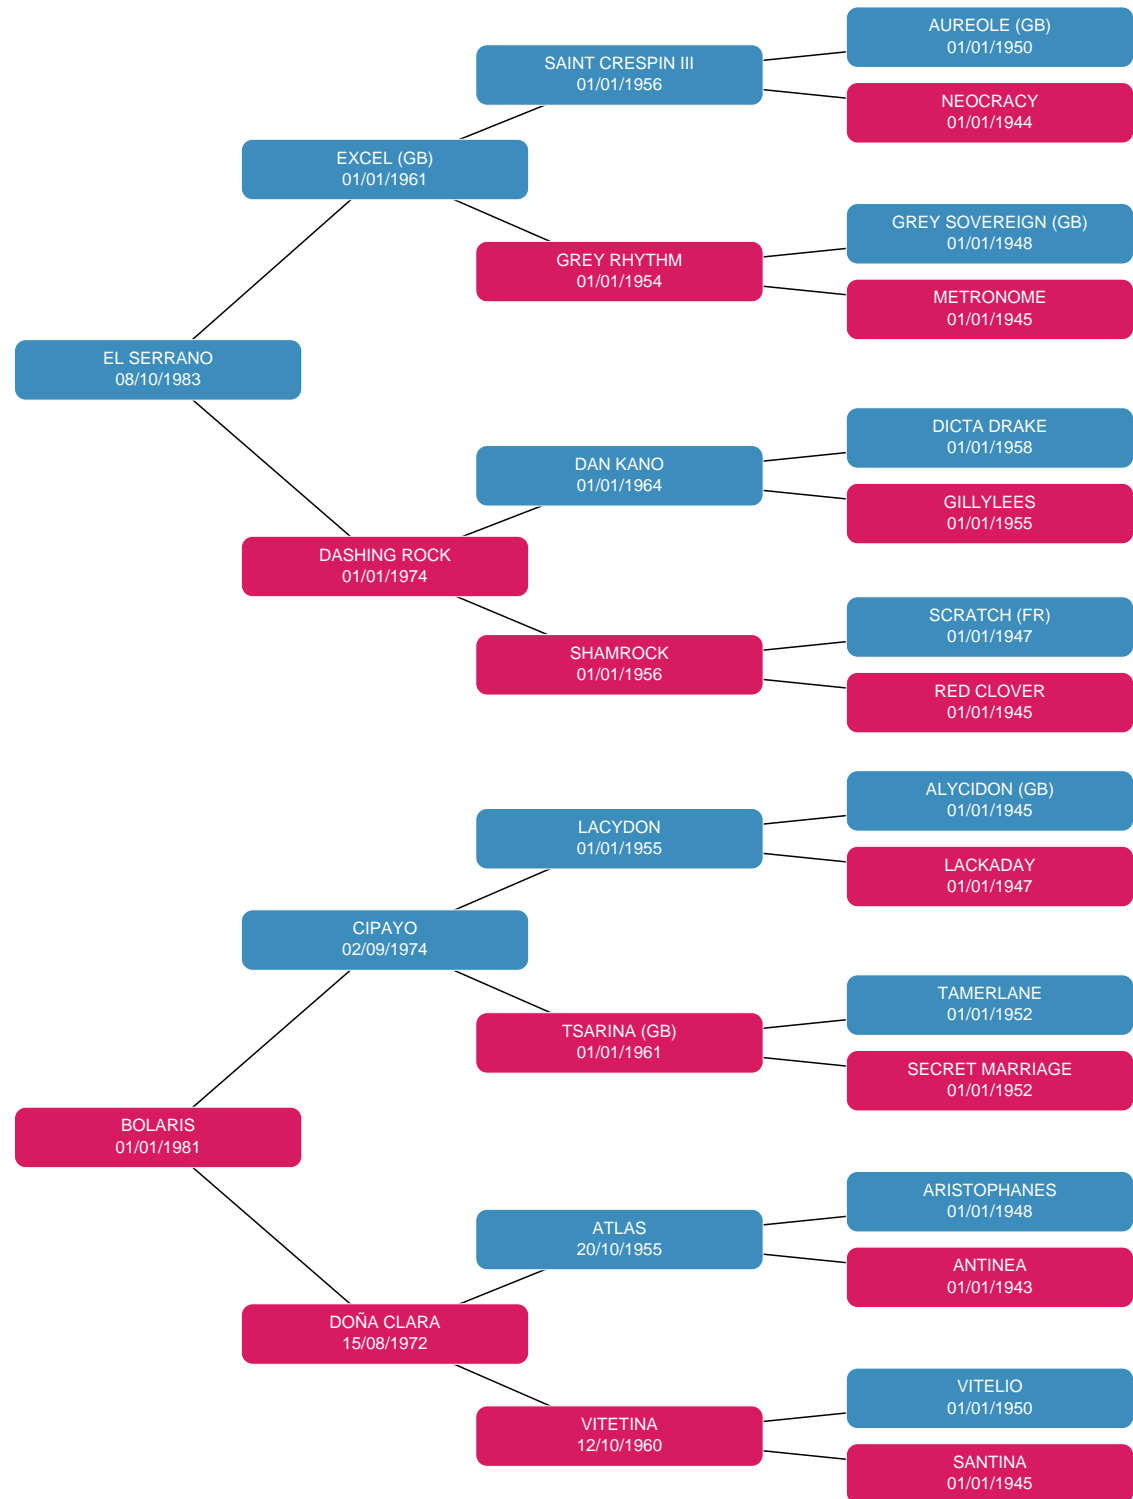 AUREOLE (GB)
01/01/1950
SAINT CRESPIN III
01/01/1956
NEOCRACY
01/01/1944
EXCEL (GB)
01/01/1961
GREY SOVEREIGN (GB)
01/01/1948
GREY RHYTHM
01/01/1954
METRONOME
01/01/1945
EL SERRANO
08/10/1983
DICTA DRAKE
01/01/1958
DAN KANO
01/01/1964
GILLYLEES
01/01/1955
DASHING ROCK
01/01/1974
SCRATCH (FR)
01/01/1947
SHAMROCK
01/01/1956
RED CLOVER
01/01/1945
ALYCIDON (GB)
01/01/1945
LACYDON
01/01/1955
LACKADAY
01/01/1947
CIPAYO
02/09/1974
TAMERLANE
01/01/1952
TSARINA (GB)
01/01/1961
SECRET MARRIAGE
01/01/1952
BOLARIS
01/01/1981
ARISTOPHANES
01/01/1948
ATLAS
20/10/1955
ANTINEA
01/01/1943
DOÑA CLARA
15/08/1972
VITELIO
01/01/1950
VITETINA
12/10/1960
SANTINA
01/01/1945